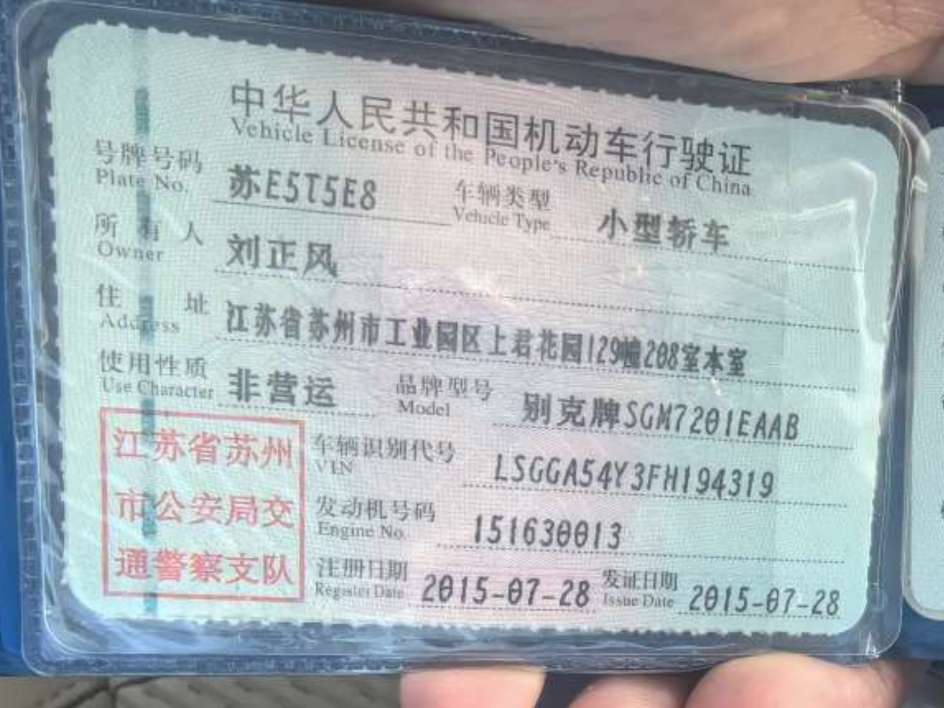 中华人民共和国机动车行驶证
Vehicle License of the People's Republic of China
号牌号码 苏E5T5E8 车辆类型 小型轿车
Plate No. Vehicle Type
所有人 刘正风
Owner
住址 江苏省苏州市工业园区上君花园129幢208室本室
Address
使用性质 非营运 品牌型号 别克牌SGM7201EAAB
Use Character Model
江苏省苏州 车辆识别代号 LSGGA54Y3FH194319
VIN
市公安局交 发动机号码 151630013
Engine No.
通警察支队 注册日期 2015-07-28 发证日期 2015-07-28
Register Date Issue Date